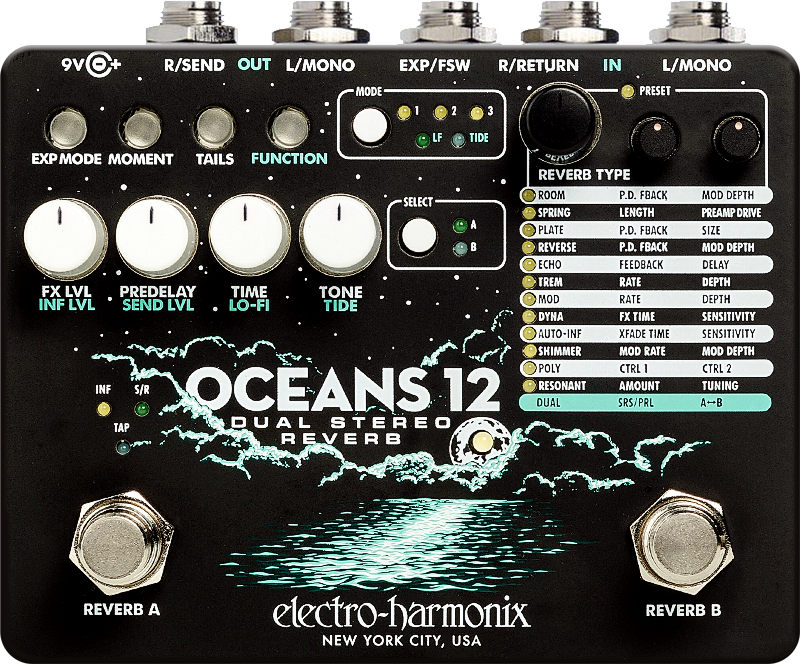 9V - + R/SEND OUT L/MONO EXP/FSW R/RETURN IN L/MONO
MODE
PRESET
1 2 3
LF TIDE
EXP MODE MOMENT TAILS FUNCTION
REVERB TYPE
SELECT
A
B
FX LVL PREDELAY TIME TONE
INF LVL SEND LVL LO-FI TIDE
ROOM P.D. FBACK MOD DEPTH
SPRING LENGTH PREAMP DRIVE
PLATE P.D. FBACK SIZE
REVERSE P.D. FBACK MOD DEPTH
ECHO FEEDBACK DELAY
TREM RATE DEPTH
MOD RATE DEPTH
DYNA FX TIME SENSITIVITY
AUTO-INF XFADE TIME SENSITIVITY
SHIMMER MOD RATE MOD DEPTH
POLY CTRL 1 CTRL 2
RESONANT AMOUNT TUNING
DUAL SRS/PRL A↔B
INF S/R
TAP
OCEANS 12
DUAL STEREO
REVERB
REVERB A
REVERB B
electro-harmonix
NEW YORK CITY, USA